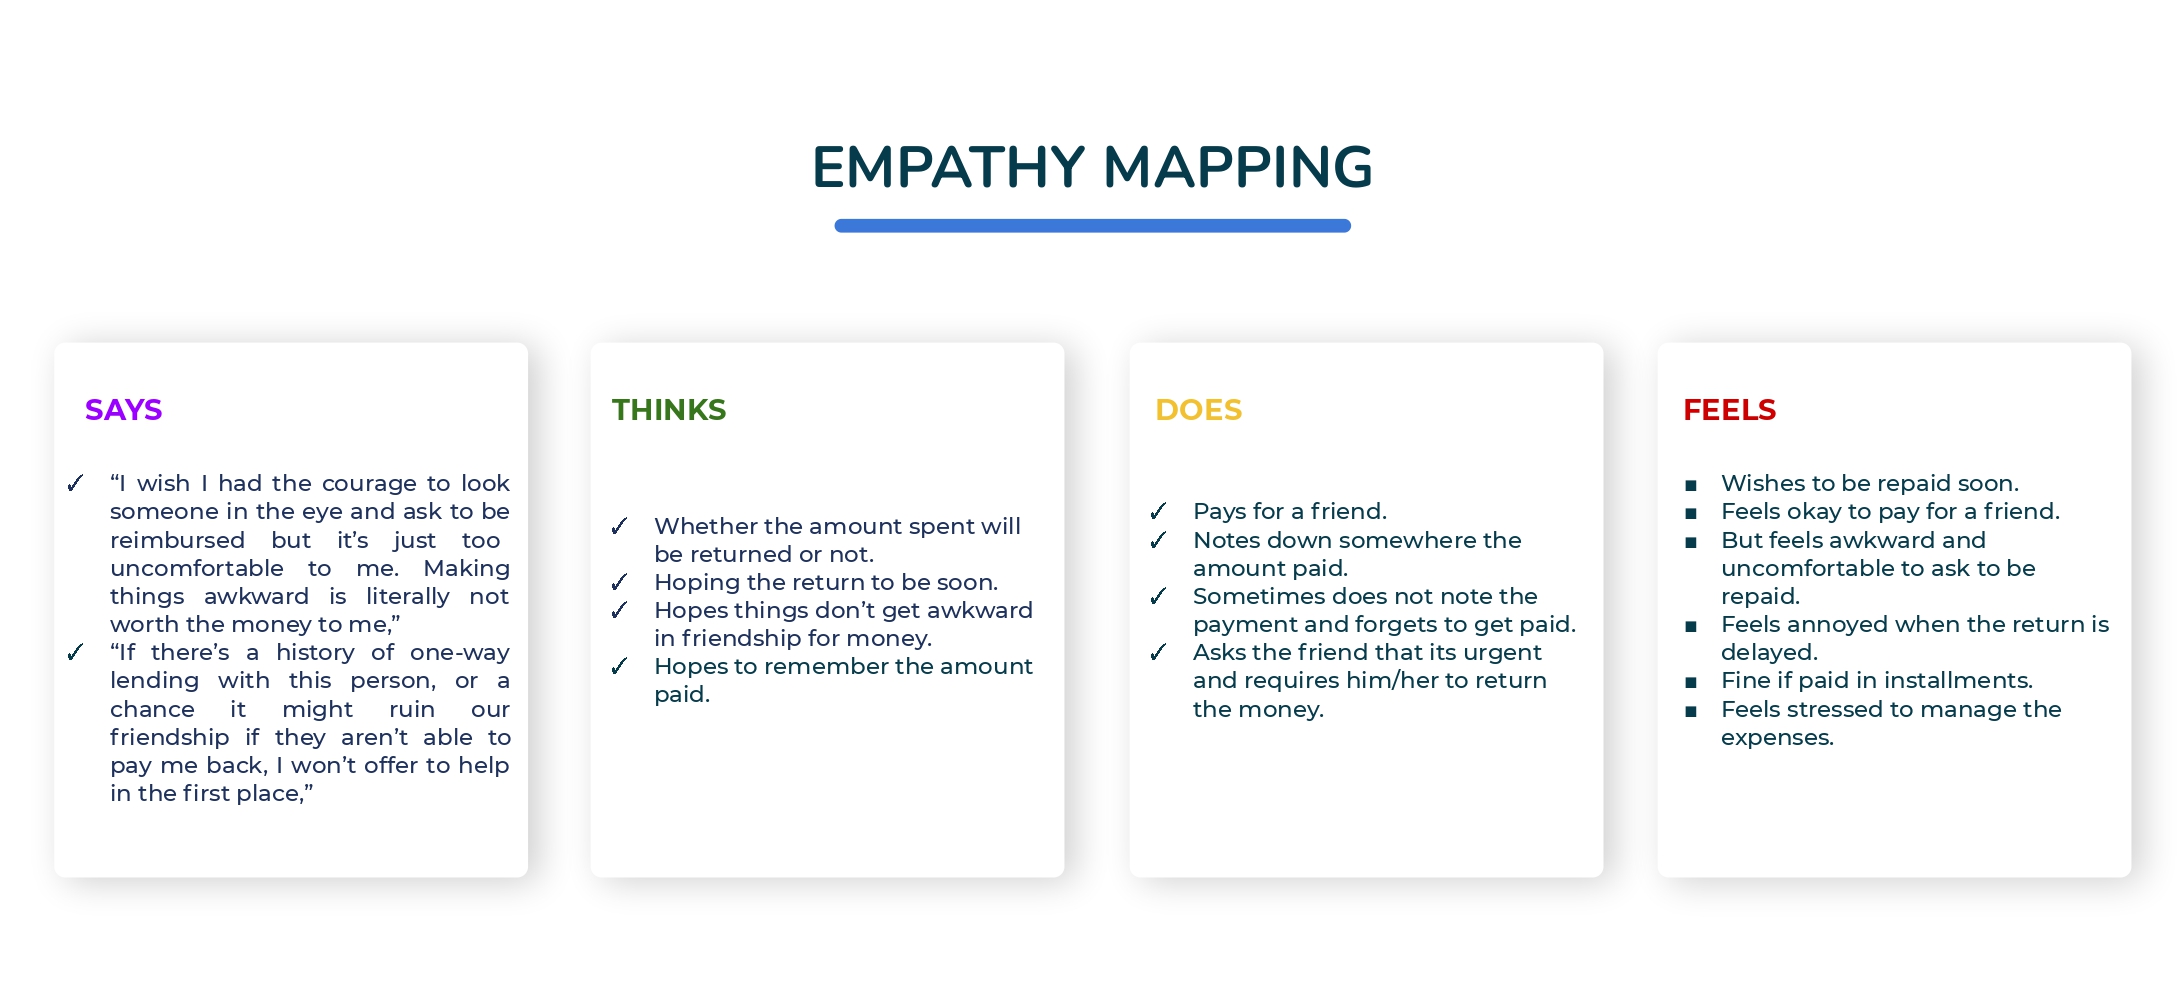 EMPATHY MAPPING
SAYS
✓ “I wish I had the courage to look
someone in the eye and ask to be
reimbursed but it’s just too
uncomfortable to me. Making
things awkward is literally not
worth the money to me,”
✓ “If there’s a history of one-way
lending with this person, or a
chance it might ruin our
friendship if they aren’t able to
pay me back, I won’t offer to help
in the first place,”
THINKS
✓ Whether the amount spent will
be returned or not.
✓ Hoping the return to be soon.
✓ Hopes things don’t get awkward
in friendship for money.
✓ Hopes to remember the amount
paid.
DOES
✓ Pays for a friend.
✓ Notes down somewhere the
amount paid.
✓ Sometimes does not note the
payment and forgets to get paid.
✓ Asks the friend that its urgent
and requires him/her to return
the money.
FEELS
▪ Wishes to be repaid soon.
▪ Feels okay to pay for a friend.
▪ But feels awkward and
uncomfortable to ask to be
repaid.
▪ Feels annoyed when the return is
delayed.
▪ Fine if paid in installments.
▪ Feels stressed to manage the
expenses.